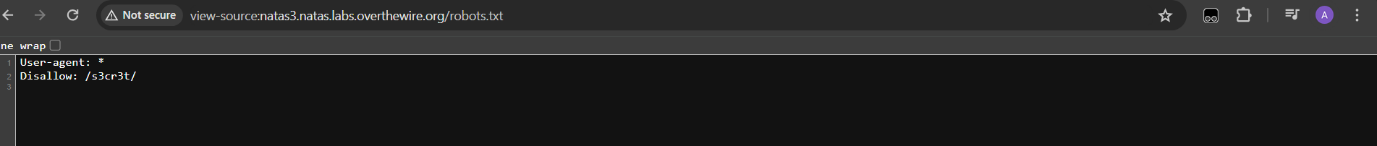 Not secure view-source:natas3.natas.labs.overthewire.org/robots.txt A
ne wrap
1 User-agent: *
2 Disallow: /s3cr3t/
3